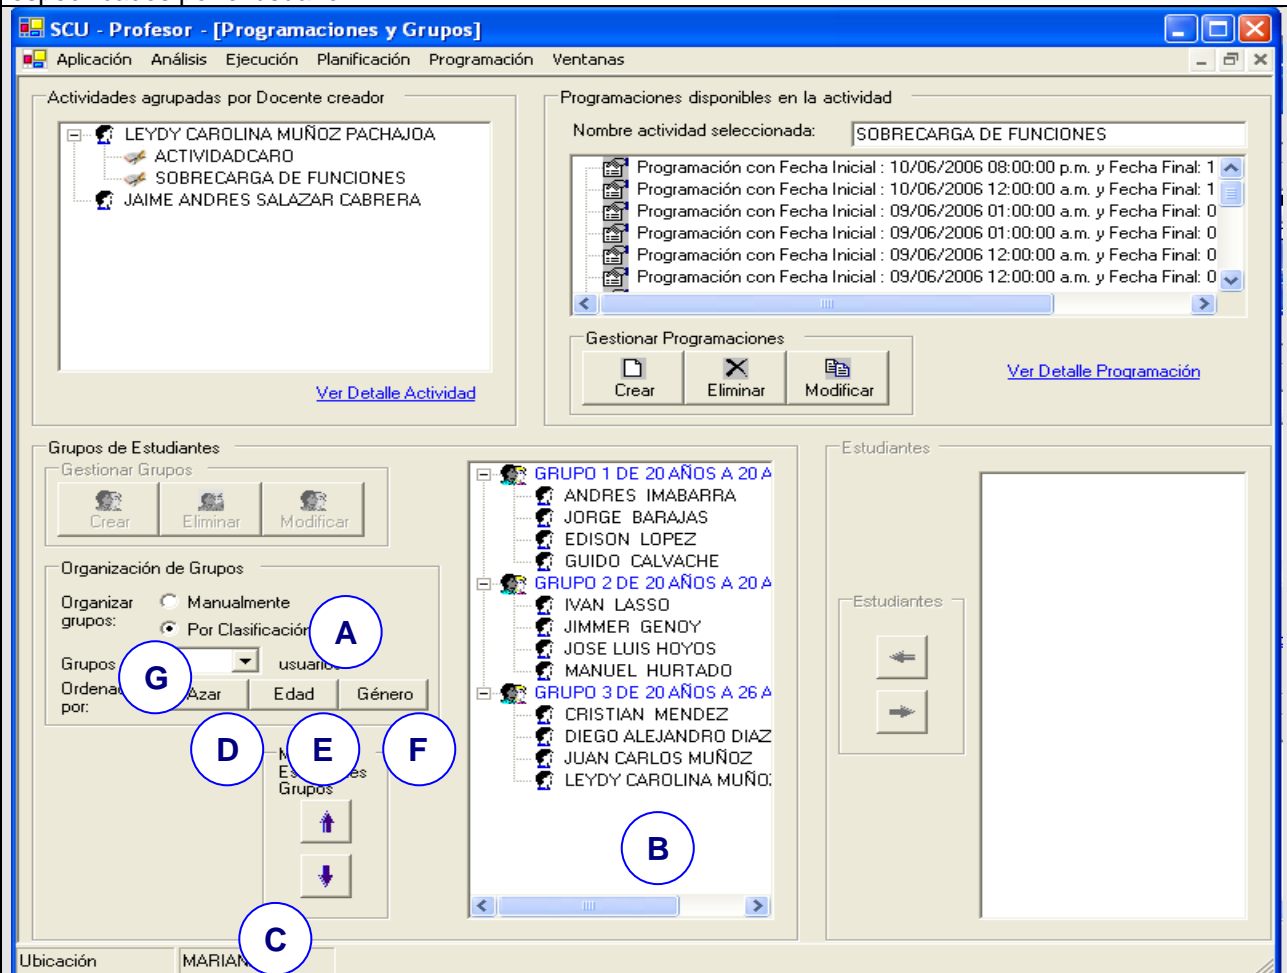 SCU - Profesor - [Programaciones y Grupos]
Aplicación Análisis Ejecución Planificación Programación Ventanas
Actividades agrupadas por Docente creador
LEYDY CAROLINA MUÑOZ PACHAJOA
ACTIVIDADCARO
SOBRECARGA DE FUNCIONES
JAIME ANDRES SALAZAR CABRERA
Ver Detalle Actividad
Programaciones disponibles en la actividad
Nombre actividad seleccionada: SOBRECARGA DE FUNCIONES
Programación con Fecha Inicial : 10/06/2006 08:00:00 p.m. y Fecha Final: 1
Programación con Fecha Inicial : 10/06/2006 12:00:00 a.m. y Fecha Final: 1
Programación con Fecha Inicial : 09/06/2006 01:00:00 a.m. y Fecha Final: 0
Programación con Fecha Inicial : 09/06/2006 01:00:00 a.m. y Fecha Final: 0
Programación con Fecha Inicial : 09/06/2006 12:00:00 a.m. y Fecha Final: 0
Programación con Fecha Inicial : 09/06/2006 12:00:00 a.m. y Fecha Final: 0
Gestionar Programaciones
Crear Eliminar Modificar
Ver Detalle Programación
Grupos de Estudiantes
Gestionar Grupos
Crear Eliminar Modificar
Organización de Grupos
Organizar grupos:
Manualmente
Por Clasificación
A
Grupos
G
usuarios
por:
Azar Edad Género
D E F
Grupos
C
GRUPO 1 DE 20 AÑOS A 20 A
ANDRES IMABARRA
JORGE BARAJAS
EDISON LOPEZ
GUIDO CALVACHE
GRUPO 2 DE 20 AÑOS A 20 A
IVAN LASSO
JIMMER GENOY
JOSE LUIS HOYOS
MANUEL HURTADO
GRUPO 3 DE 20 AÑOS A 26 A
CRISTIAN MENDEZ
DIEGO ALEJANDRO DIAZ
JUAN CARLOS MUÑOZ
LEYDY CAROLINA MUÑOZ
B
Estudiantes
Estudiantes
Ubicación